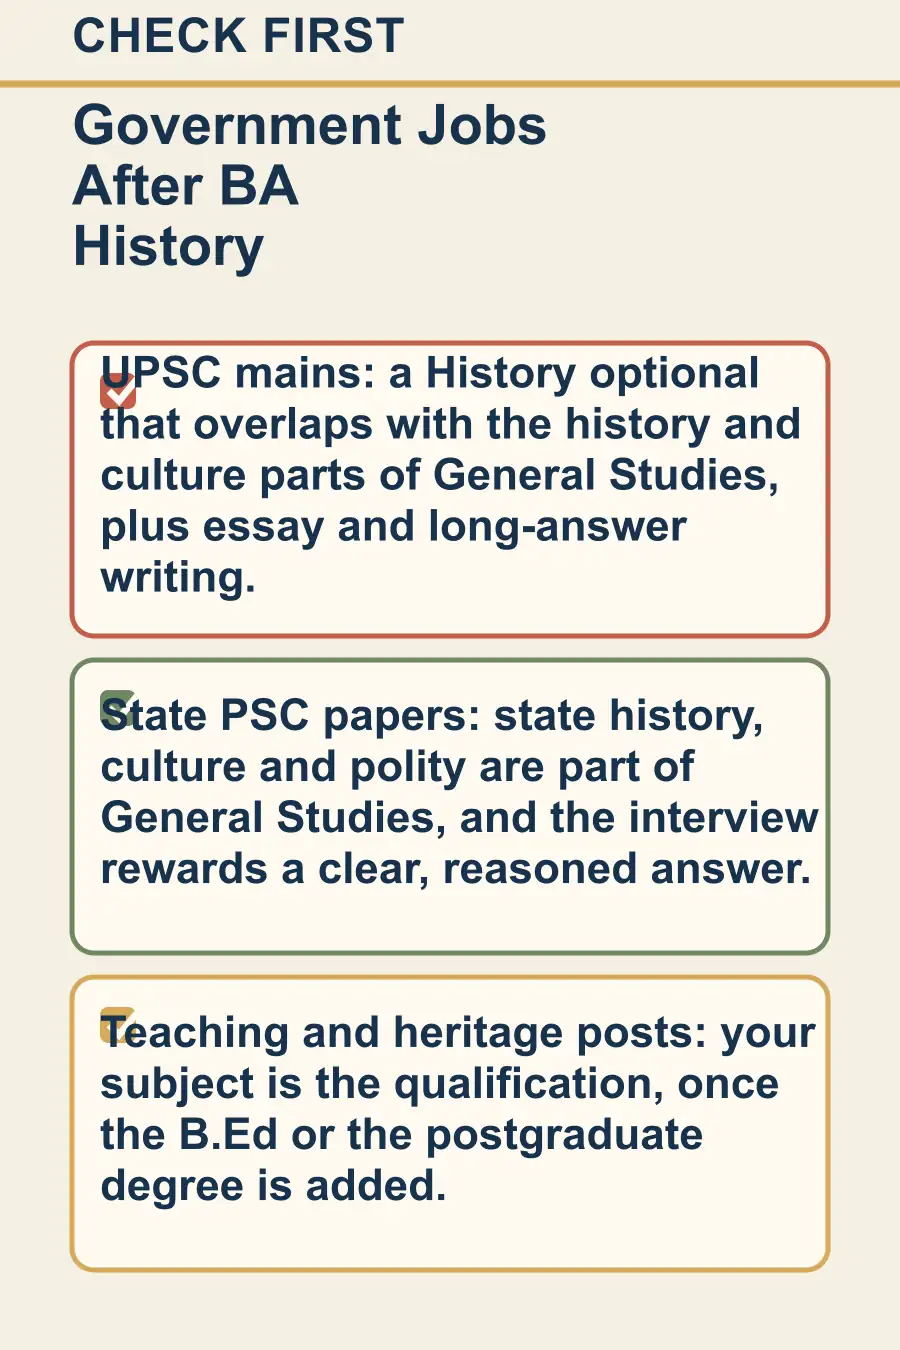 CHECK FIRST
Government Jobs
After BA
History
UPSC mains: a History optional
that overlaps with the history and
culture parts of General Studies,
plus essay and long-answer
writing.
State PSC papers: state history,
culture and polity are part of
General Studies, and the interview
rewards a clear, reasoned answer.
Teaching and heritage posts: your
subject is the qualification, once
the B.Ed or the postgraduate
degree is added.